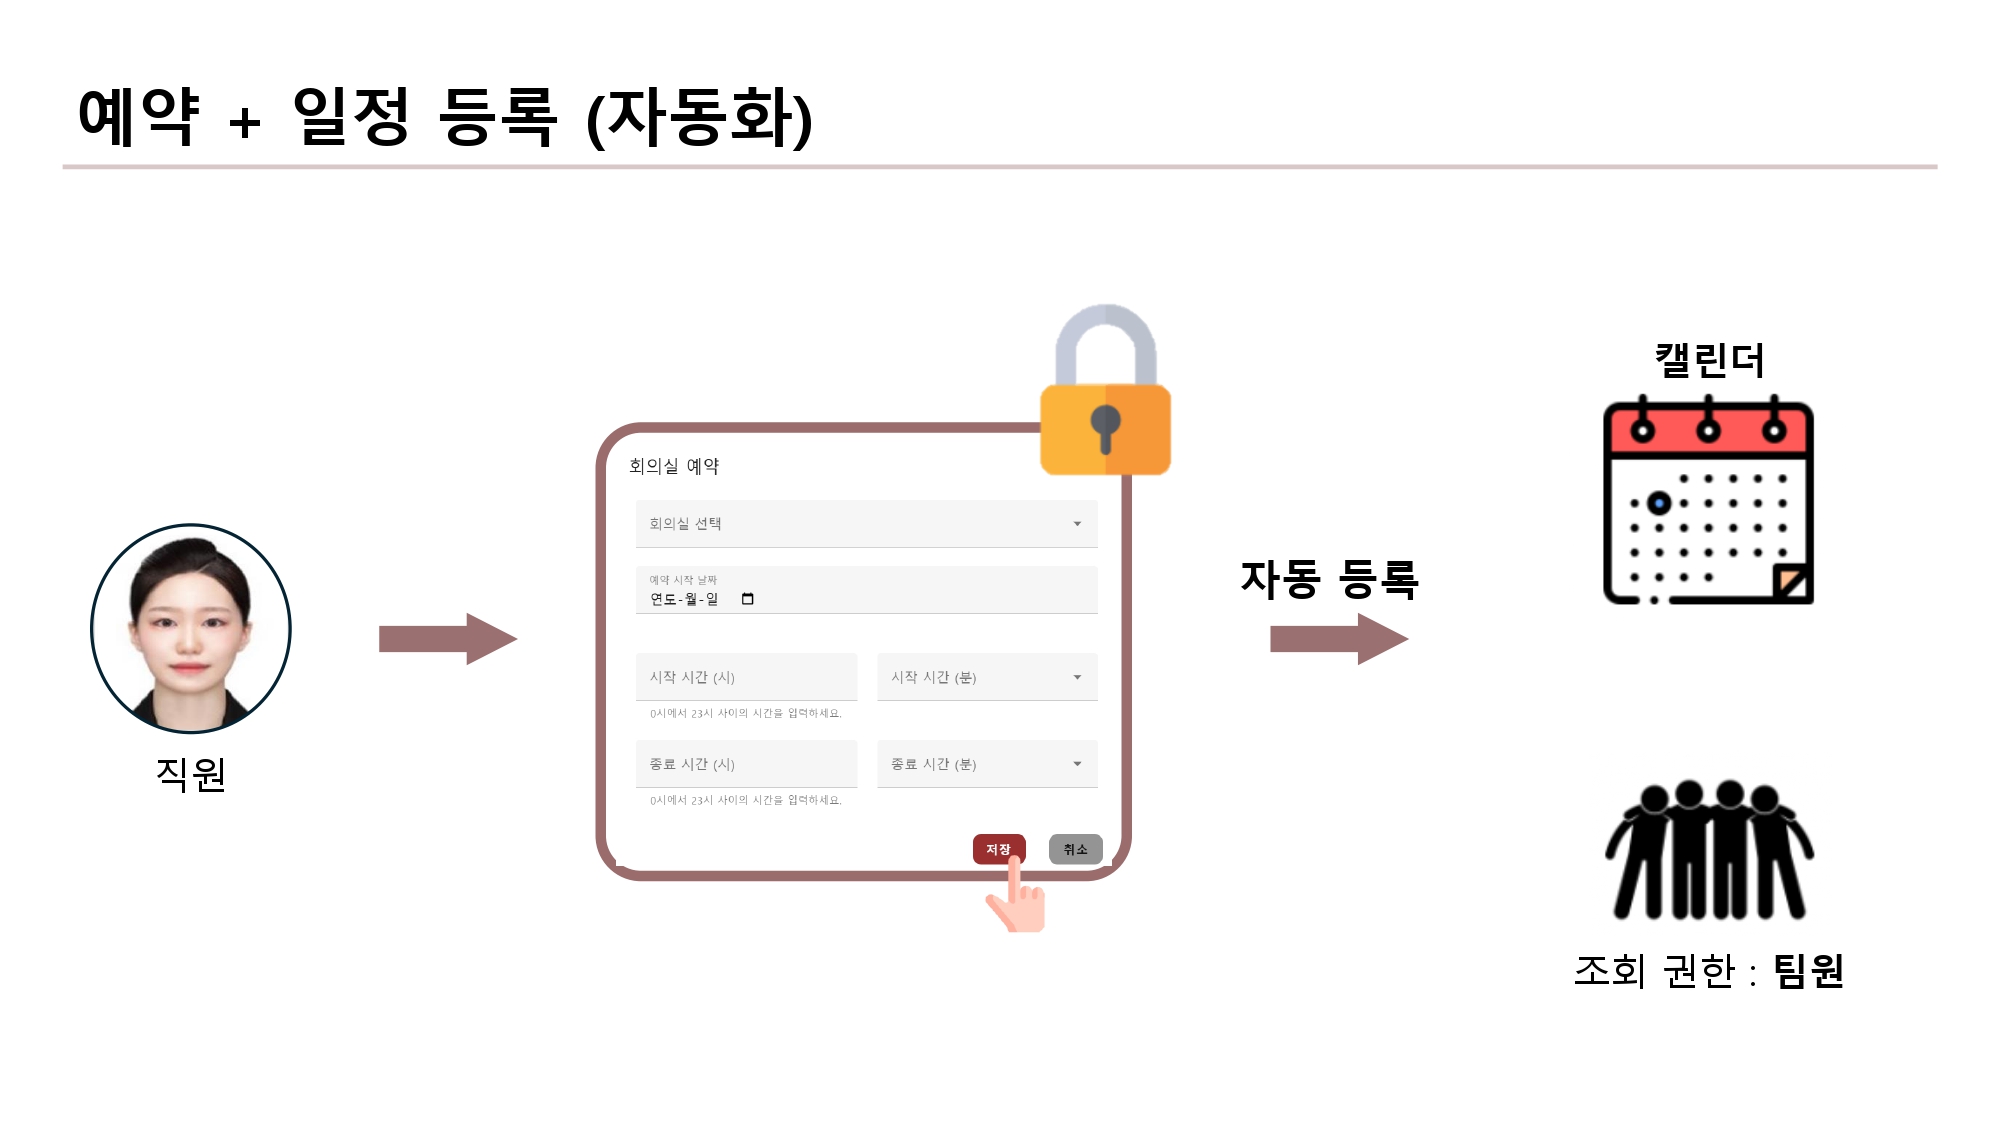 예약 + 일정 등록 (자동화)
직원
회의실 예약
회의실 선택
예약 시작 날짜
연도-월-일
시작 시간 (시)
시작 시간 (분)
0시에서 23시 사이의 시간을 입력하세요.
종료 시간 (시)
종료 시간 (분)
0시에서 23시 사이의 시간을 입력하세요.
저장
취소
자동 등록
캘린더
조회 권한 : 팀원